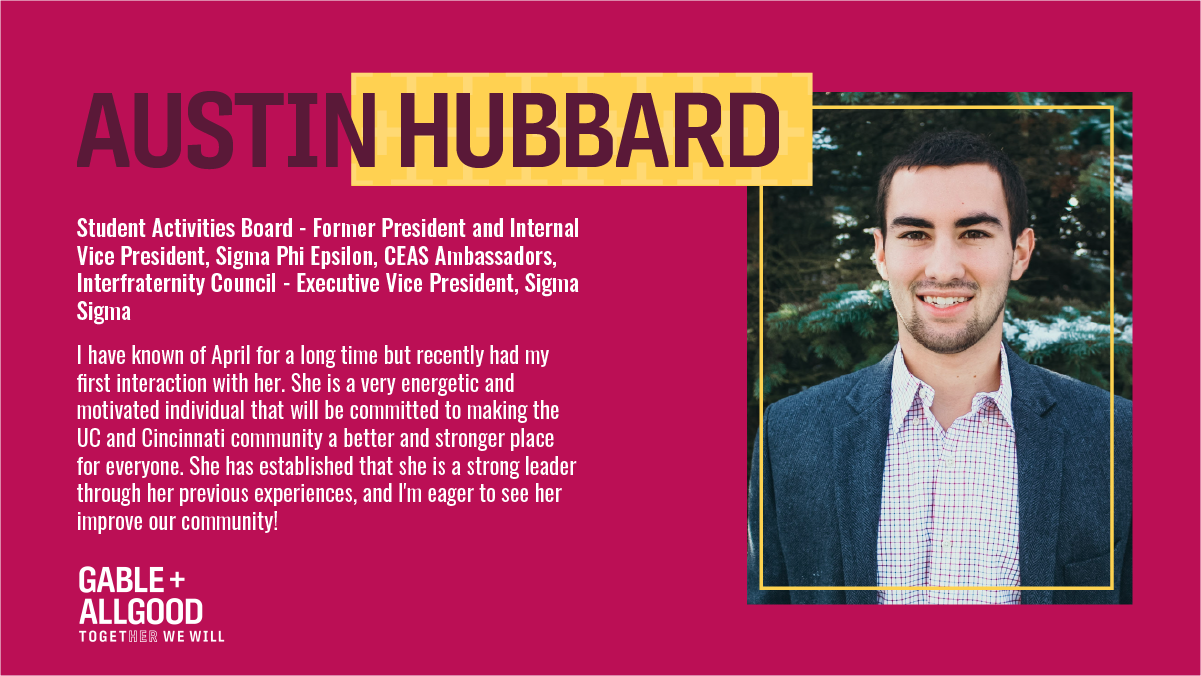 AUSTIN HUBBARD
Student Activities Board - Former President and Internal
Vice President, Sigma Phi Epsilon, CEAS Ambassadors,
Interfraternity Council - Executive Vice President, Sigma
Sigma
I have known of April for a long time but recently had my
first interaction with her. She is a very energetic and
motivated individual that will be committed to making the
UC and Cincinnati community a better and stronger place
for everyone. She has established that she is a strong leader
through her previous experiences, and I'm eager to see her
improve our community!
GABLE +
ALLGOOD
TOGETHER WE WILL